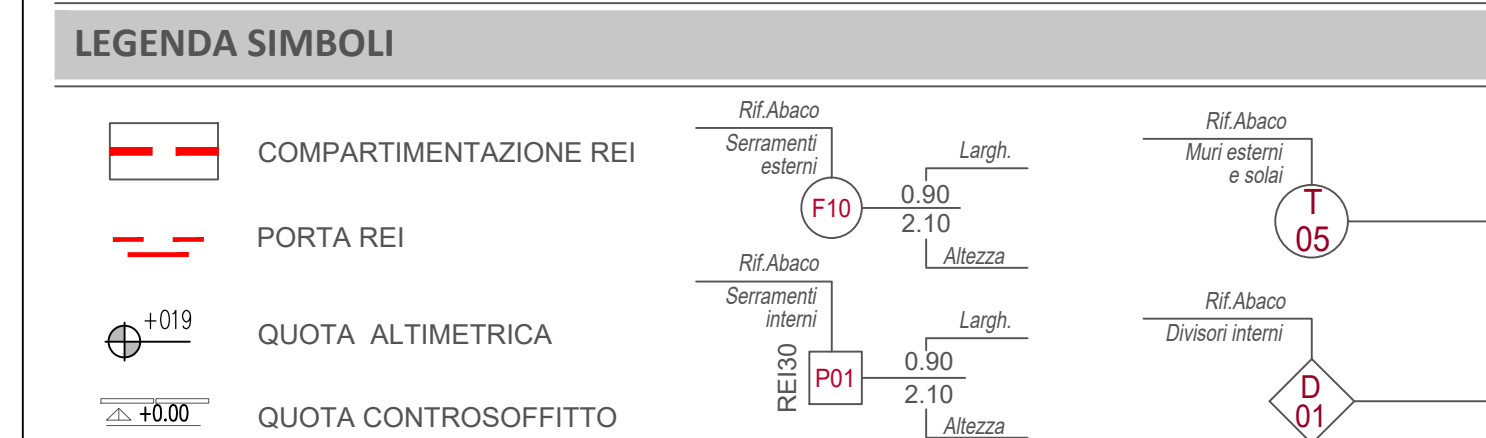 LEGENDA SIMBOLI
COMPARTIMENTAZIONE REI
PORTA REI
+019
QUOTA ALTIMETRICA
+0.00
QUOTA CONTROSOFFITTO
Rif.Abaco
Serramenti
esterni
F10
Largh.
0.90
2.10
Altezza
Rif.Abaco
Serramenti
interni
REI30
P01
Largh.
0.90
2.10
Altezza
Rif.Abaco
Muri esterni
e solai
T
05
Rif.Abaco
Divisori interni
D
01